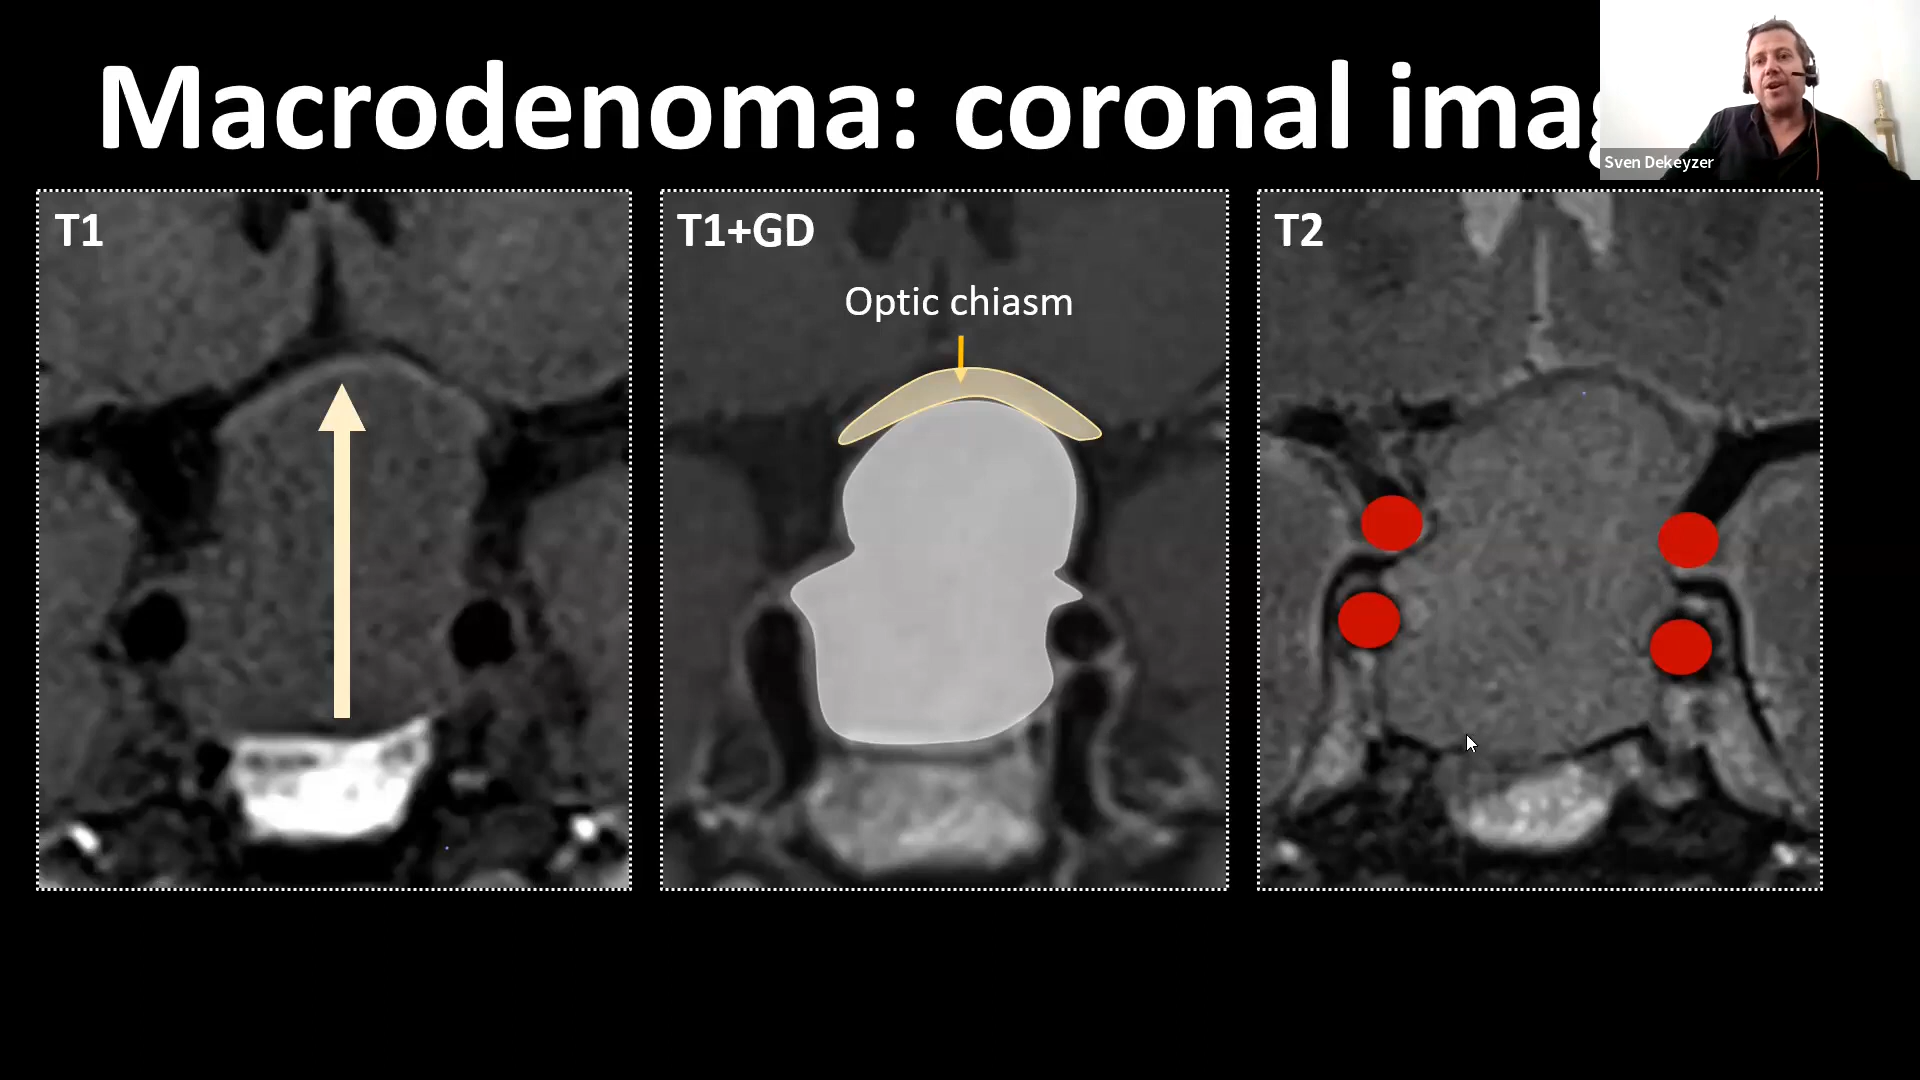 Macrodenoma: coronal imag
Sven Dekeyzer
T1
T1+GD
T2
Optic chiasm